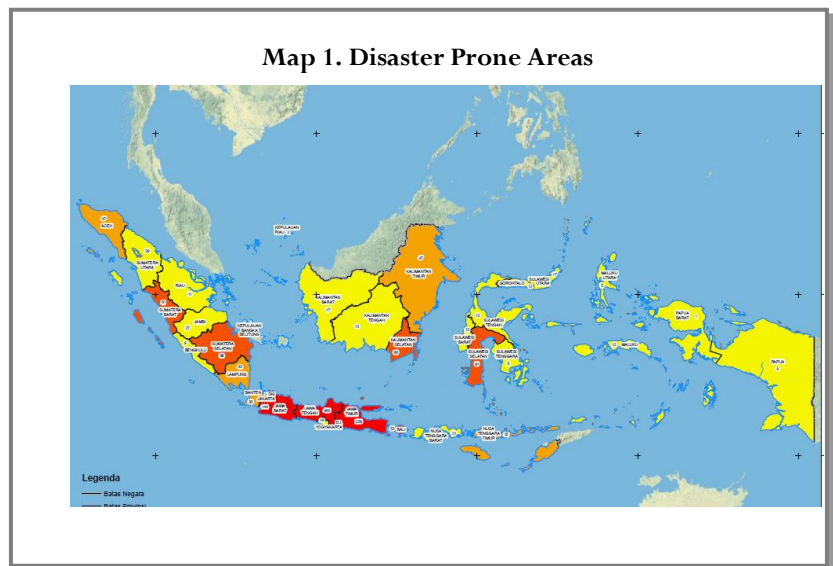 Map 1. Disaster Prone Areas
ACEH
SUMATERA
UTARA
RIAU
KEPULAUAN
RIAU
SUMATERA
BARAT
JAMBI
BENGKULU
SUMATERA
SELATAN
KEPULAUAN
BANGKA
BELITUNG
LAMPUNG
BANTEN
DKI
JAKARTA
JAWA
BARAT
JAWA
TENGAH
D.I.
YOGYAKARTA
JAWA
TIMUR
BALI
NUSA
TENGGARA
BARAT
NUSA
TENGGARA
TIMUR
KALIMANTAN
BARAT
KALIMANTAN
TENGAH
KALIMANTAN
TIMUR
KALIMANTAN
SELATAN
GORONTALO
SULAWESI
UTARA
SULAWESI
TENGAH
SULAWESI
BARAT
SULAWESI
SELATAN
SULAWESI
TENGGARA
MALUKU
UTARA
MALUKU
PAPUA
BARAT
PAPUA
Legenda
Batas Negara